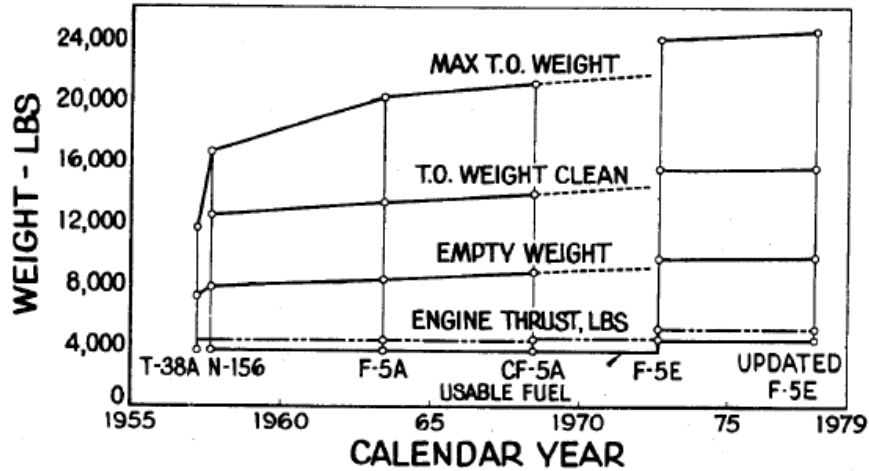 WEIGHT - LBS
24,000
20,000
16,000
12,000
8,000
4,000
0
MAX T.O. WEIGHT
T.O. WEIGHT CLEAN
EMPTY WEIGHT
ENGINE THRUST, LBS
T-38A N-156 F-5A CF-5A F-5E UPDATED
F-5E
USABLE FUEL
1955 1960 65 1970 75 1979
CALENDAR YEAR